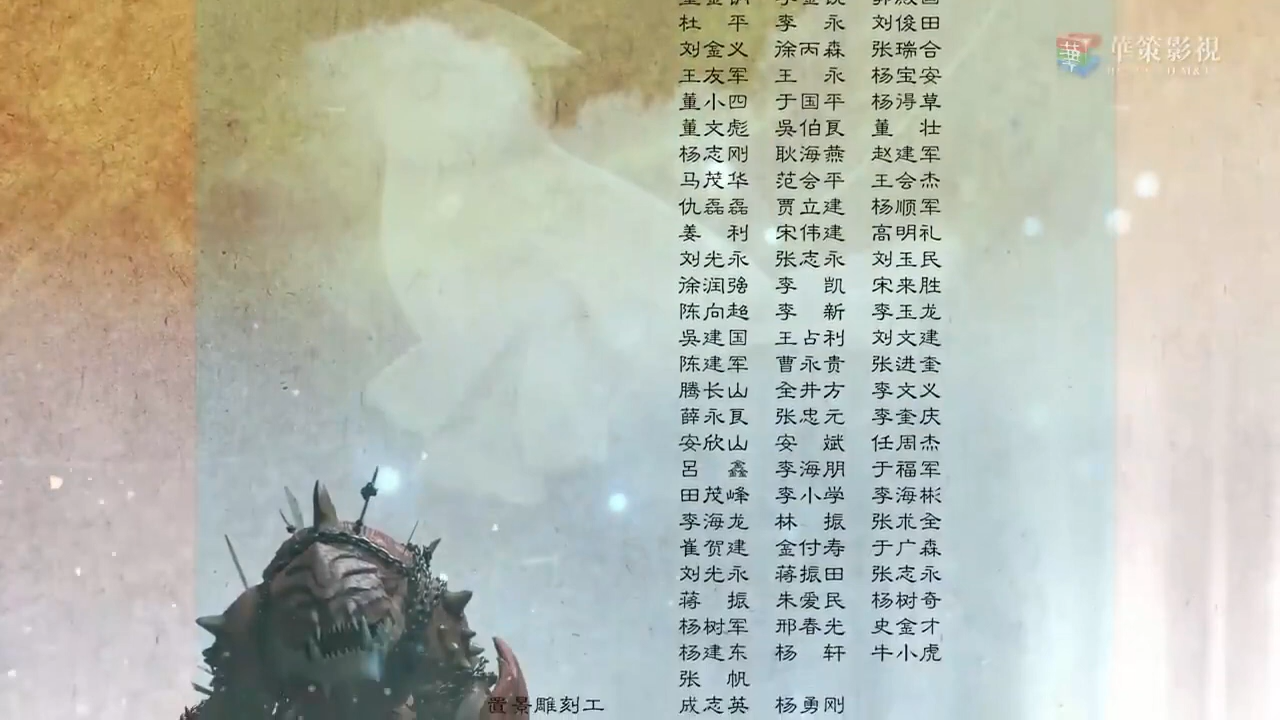 華策影視
杜 平 李 永 刘俊田
刘金义 涂丙森 张瑞合
王友军 王 永 杨宝安
董小四 于国平 杨得草
董文彪 吳伯良 董 壮
杨志刚 耿海燕 赵建军
马茂华 范会平 王会杰
仇磊磊 贾立建 杨顺军
姜 利 宋伟建 高明礼
刘光永 张志永 刘玉民
涂润强 李 凯 宋来胜
陈向超 李 新 李玉龙
吳建国 王占利 刘文建
陈建军 曹永贵 张进奎
腾长山 全井方 李文义
薛永良 张忠元 李奎庆
安欣山 安 斌 任周杰
呂 鑫 李海朋 于福军
田茂峰 李小学 李海彬
李海龙 林 振 张术全
崔贺建 金付寿 于广森
刘光永 蒋振田 张志永
蒋 振 朱爱民 杨树奇
杨树军 邢春光 史金才
杨建东 杨 轩 牛小虎
张 帆
置景雕刻工 成志英 杨勇刚